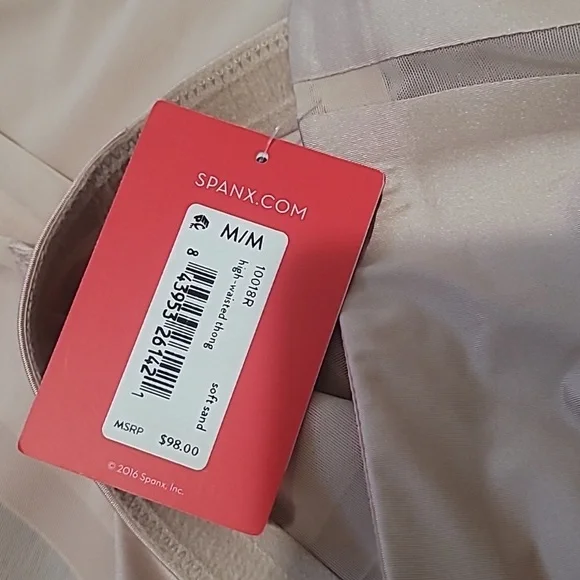 SPANX.COM
M/M
10018R
high-waisted thong
soft sand
8 43953 26142 1
MSRP $98.00
© 2016 Spanx, Inc.